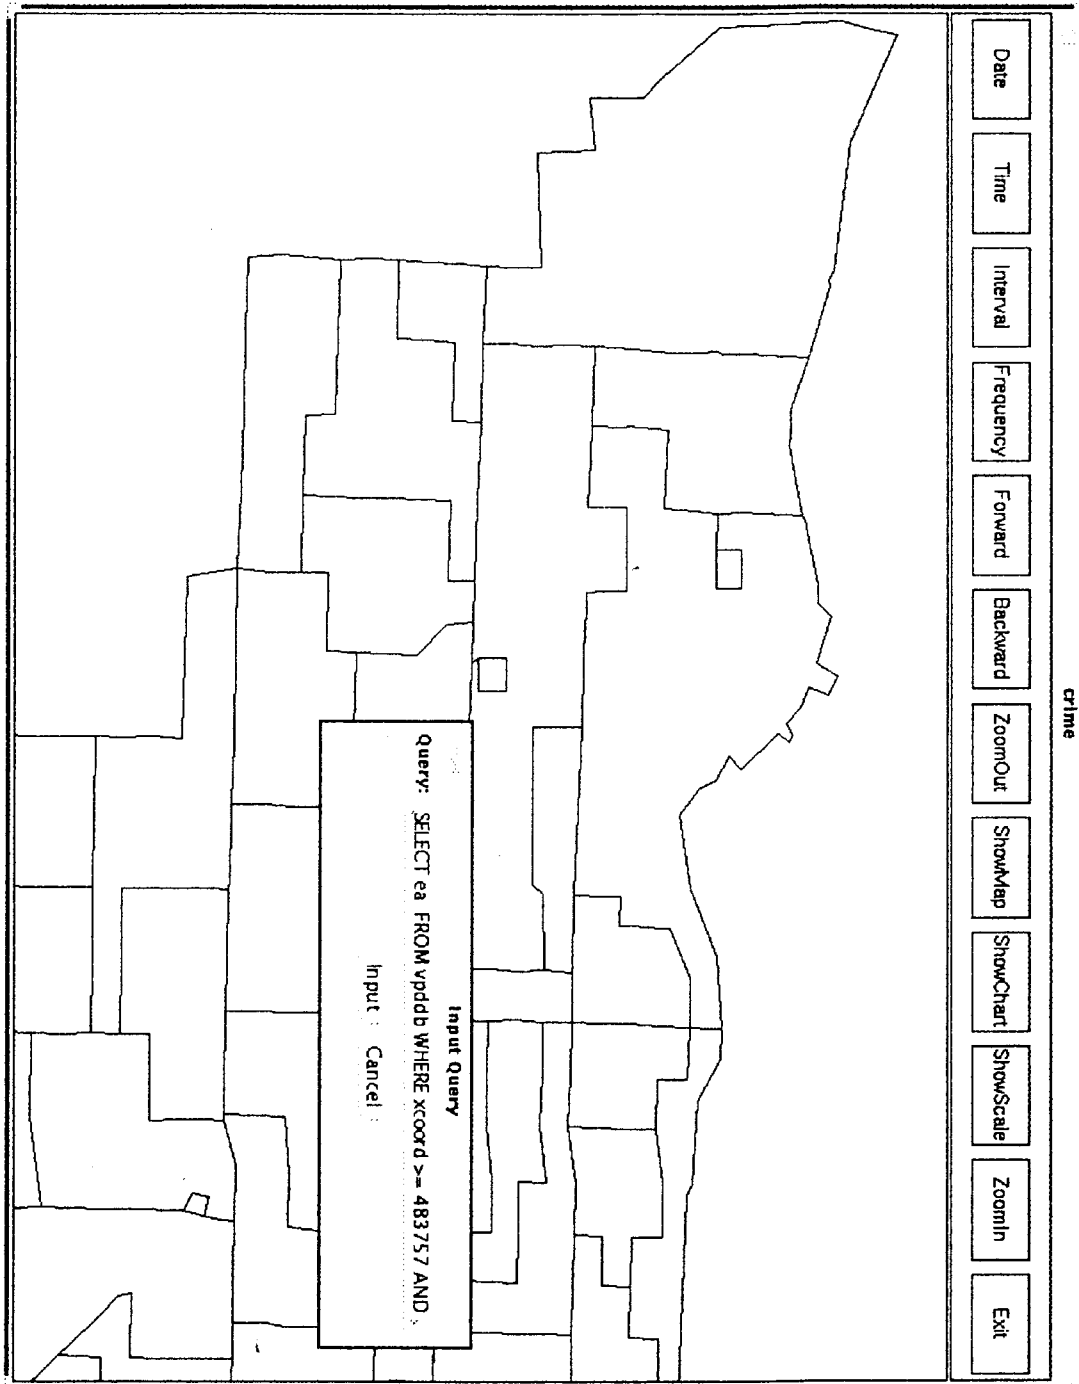 crime
Date Time Interval Frequency Forward Backward ZoomOut ShowMap ShowChart ShowScale ZoomIn Exit
Input Query
Query: SELECT ea FROM vpddb WHERE xcoord >= 483757 AND
Input Cancel